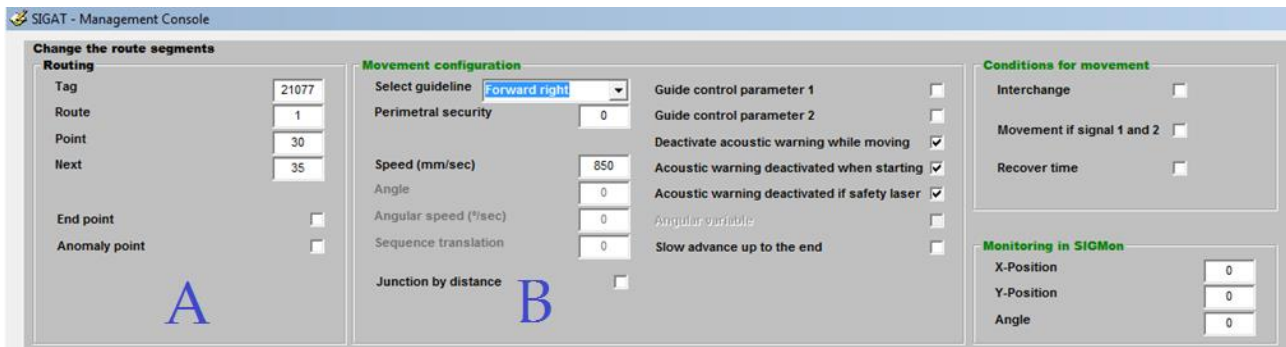 SIGAT - Management Console
Change the route segments
Routing
Tag 21077
Route 1
Point 30
Next 35
End point
Anomaly point
A
Movement configuration
Select guideline Forward right
Perimetral security 0
Speed (mm/sec) 850
Angle 0
Angular speed (º/sec) 0
Sequence translation 0
Junction by distance
B
Guide control parameter 1
Guide control parameter 2
Deactivate acoustic warning while moving
Acoustic warning deactivated when starting
Acoustic warning deactivated if safety laser
Angular variable
Slow advance up to the end
Conditions for movement
Interchange
Movement if signal 1 and 2
Recover time
Monitoring in SIGMon
X-Position 0
Y-Position 0
Angle 0